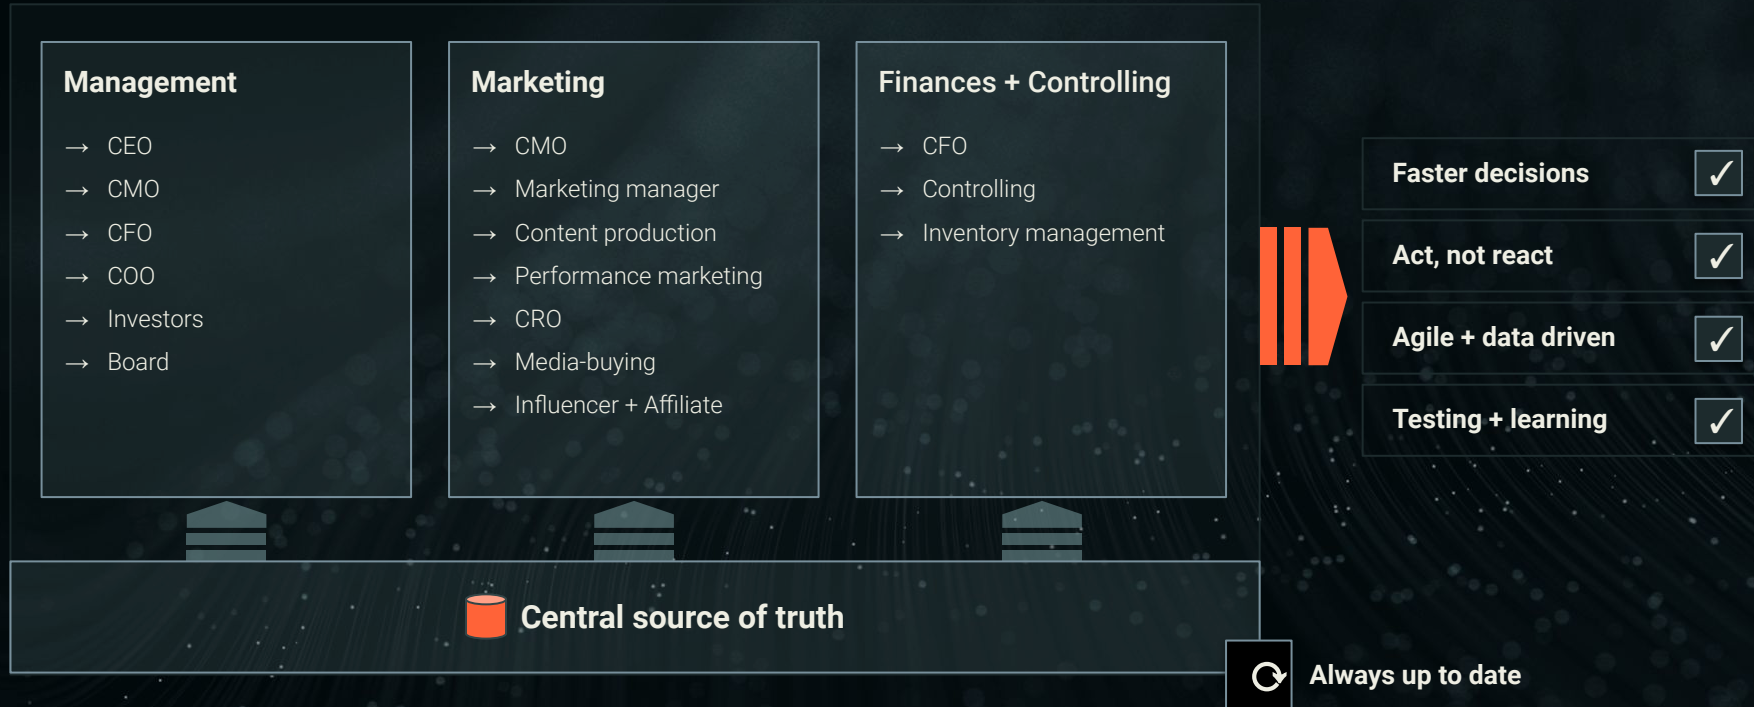 Management
→ CEO
→ CMO
→ CFO
→ COO
→ Investors
→ Board
Marketing
→ CMO
→ Marketing manager
→ Content production
→ Performance marketing
→ CRO
→ Media-buying
→ Influencer + Affiliate
Finances + Controlling
→ CFO
→ Controlling
→ Inventory management
Faster decisions ✓
Act, not react ✓
Agile + data driven ✓
Testing + learning ✓
Central source of truth
Always up to date